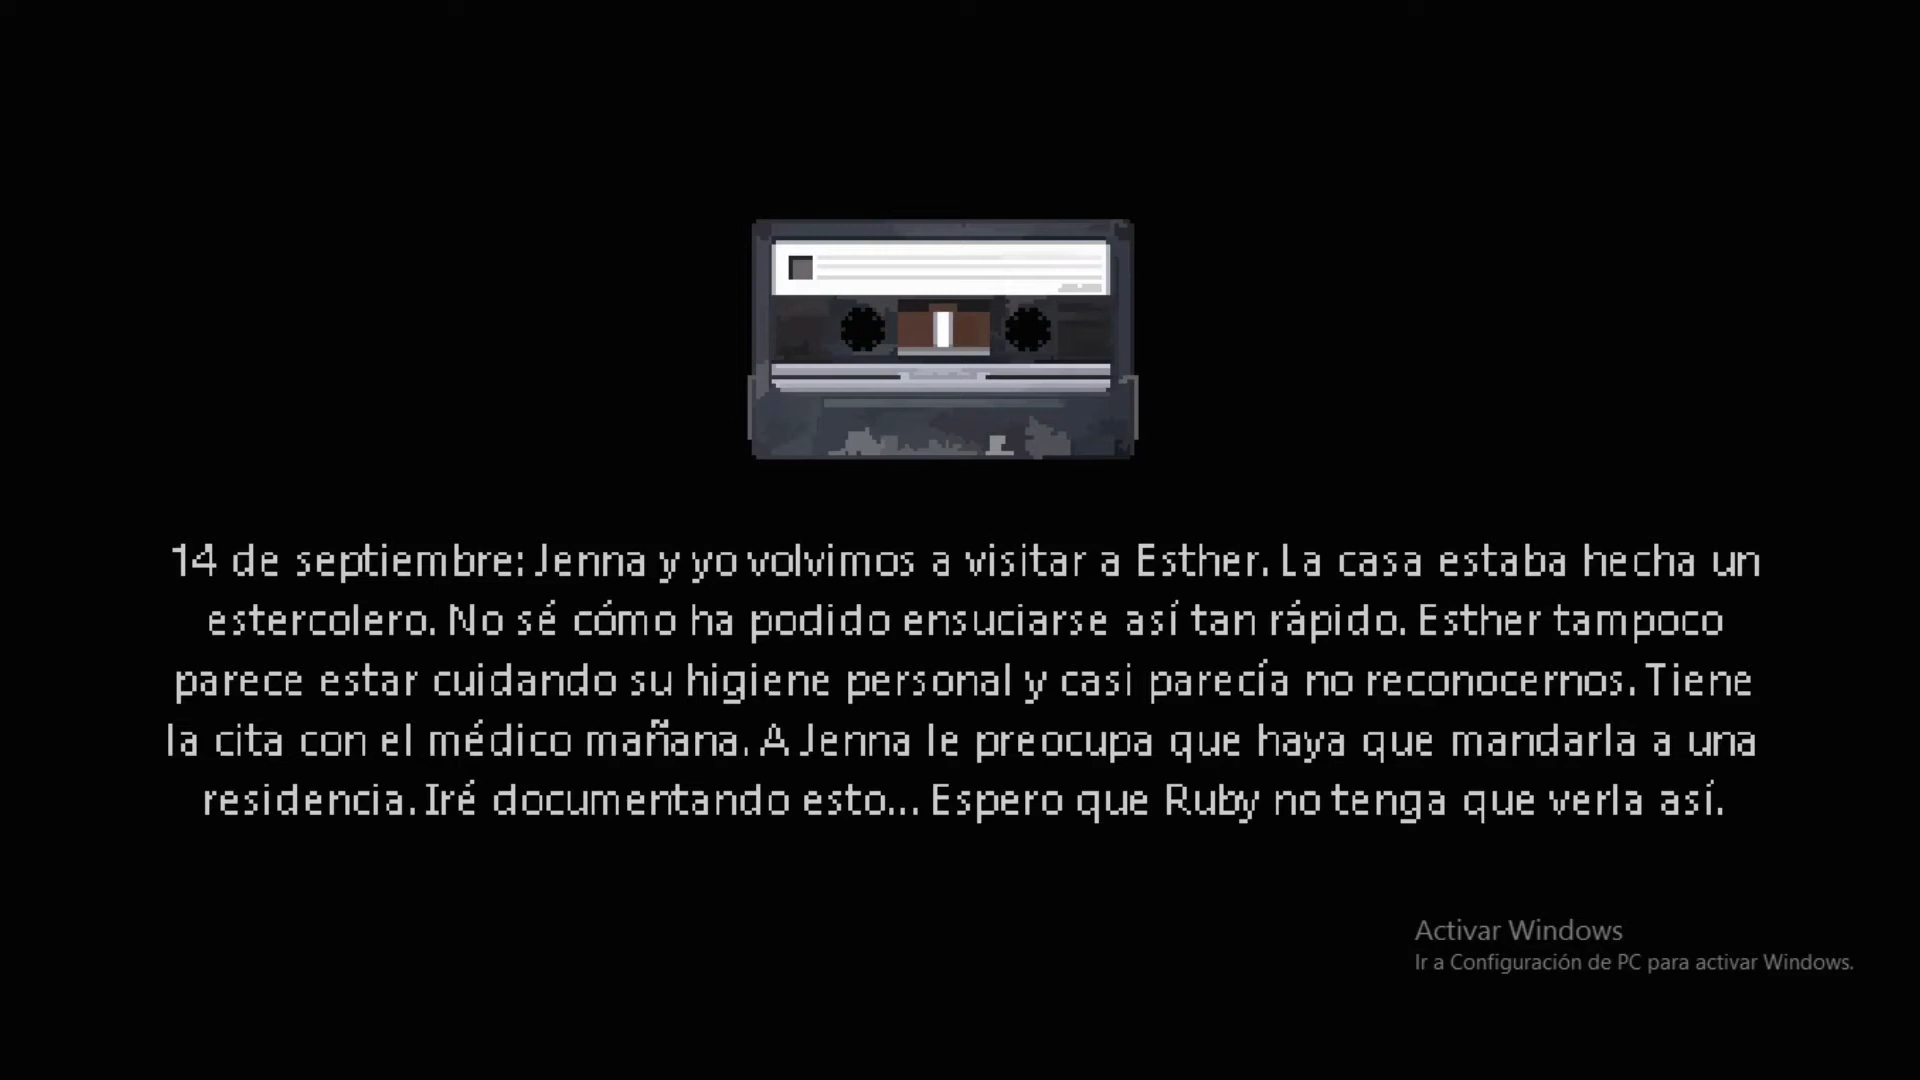 14 de septiembre: Jenna y yo volvimos a visitar a Esther. La casa estaba hecha un
estercolero. No sé cómo ha podido ensuciarse así tan rápido. Esther tampoco
parece estar cuidando su higiene personal y casi parecía no reconocernos. Tiene
la cita con el médico mañana. A Jenna le preocupa que haya que mandarla a una
residencia. Iré documentando esto... Espero que Ruby no tenga que verla así.
Activar Windows
Ir a Configuración de PC para activar Windows.